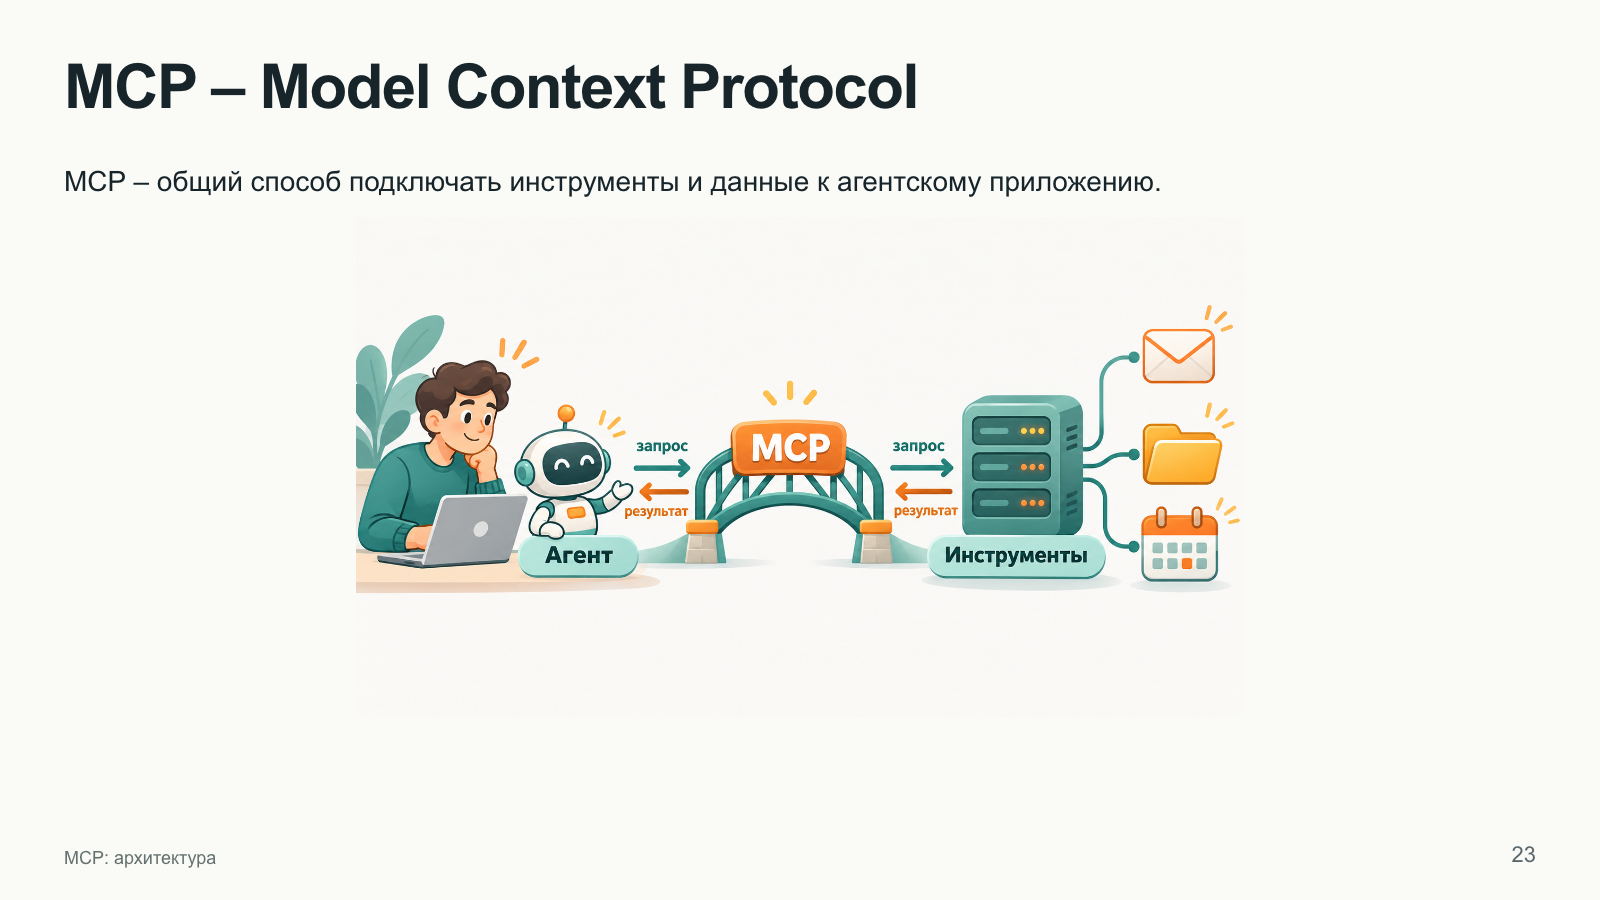 MCP – Model Context Protocol
MCP – общий способ подключать инструменты и данные к агентскому приложению.
запрос
MCP
запрос
результат
результат
Агент
Инструменты
MCP: архитектура
23